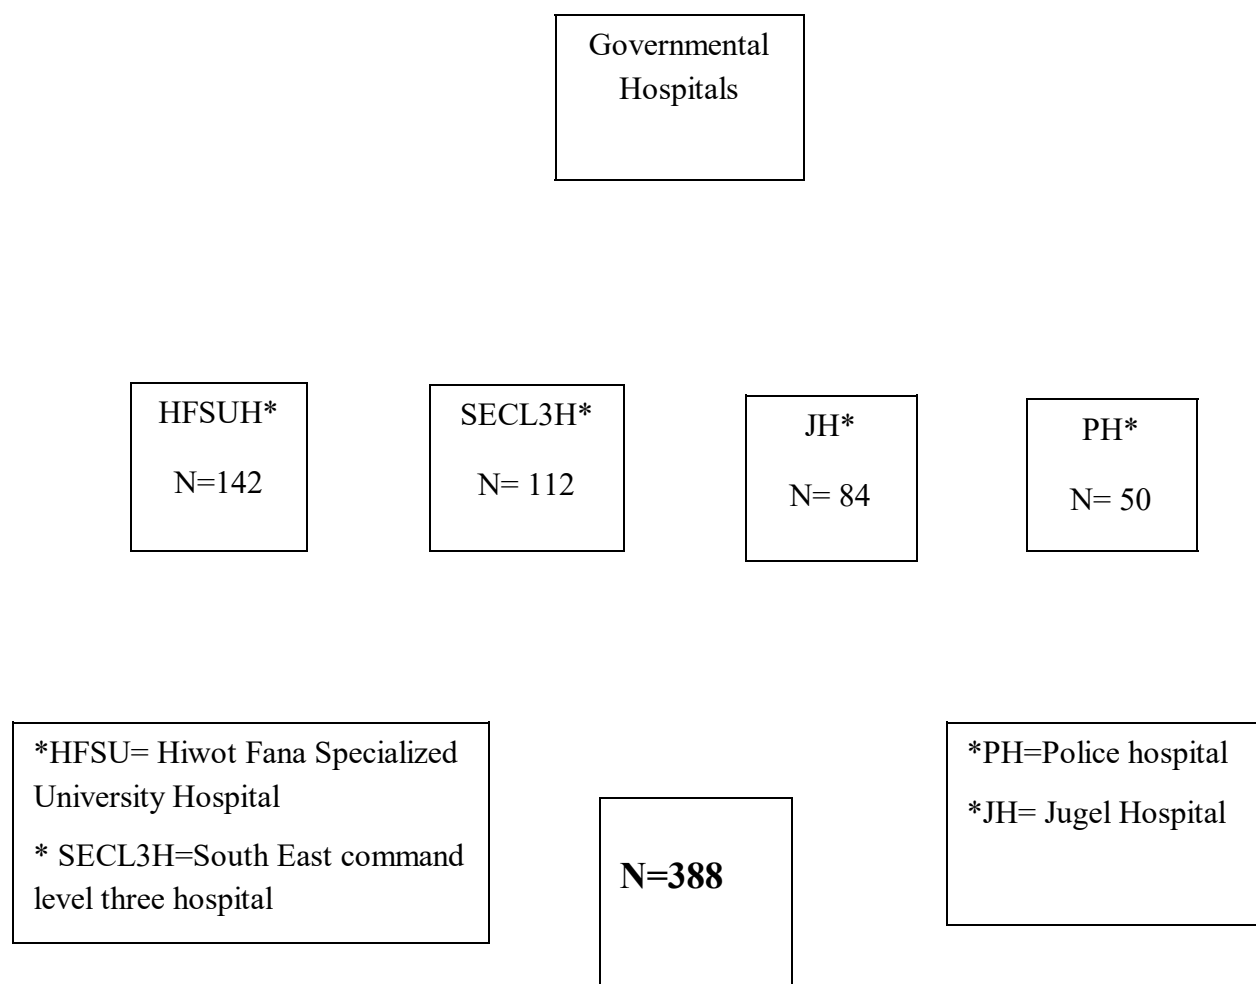 Governmental
Hospitals
HFSUH*
N=142
SECL3H*
N= 112
JH*
N= 84
PH*
N= 50
*HFSU= Hiwot Fana Specialized
University Hospital
* SECL3H=South East command
level three hospital
N=388
*PH=Police hospital
*JH= Jugel Hospital